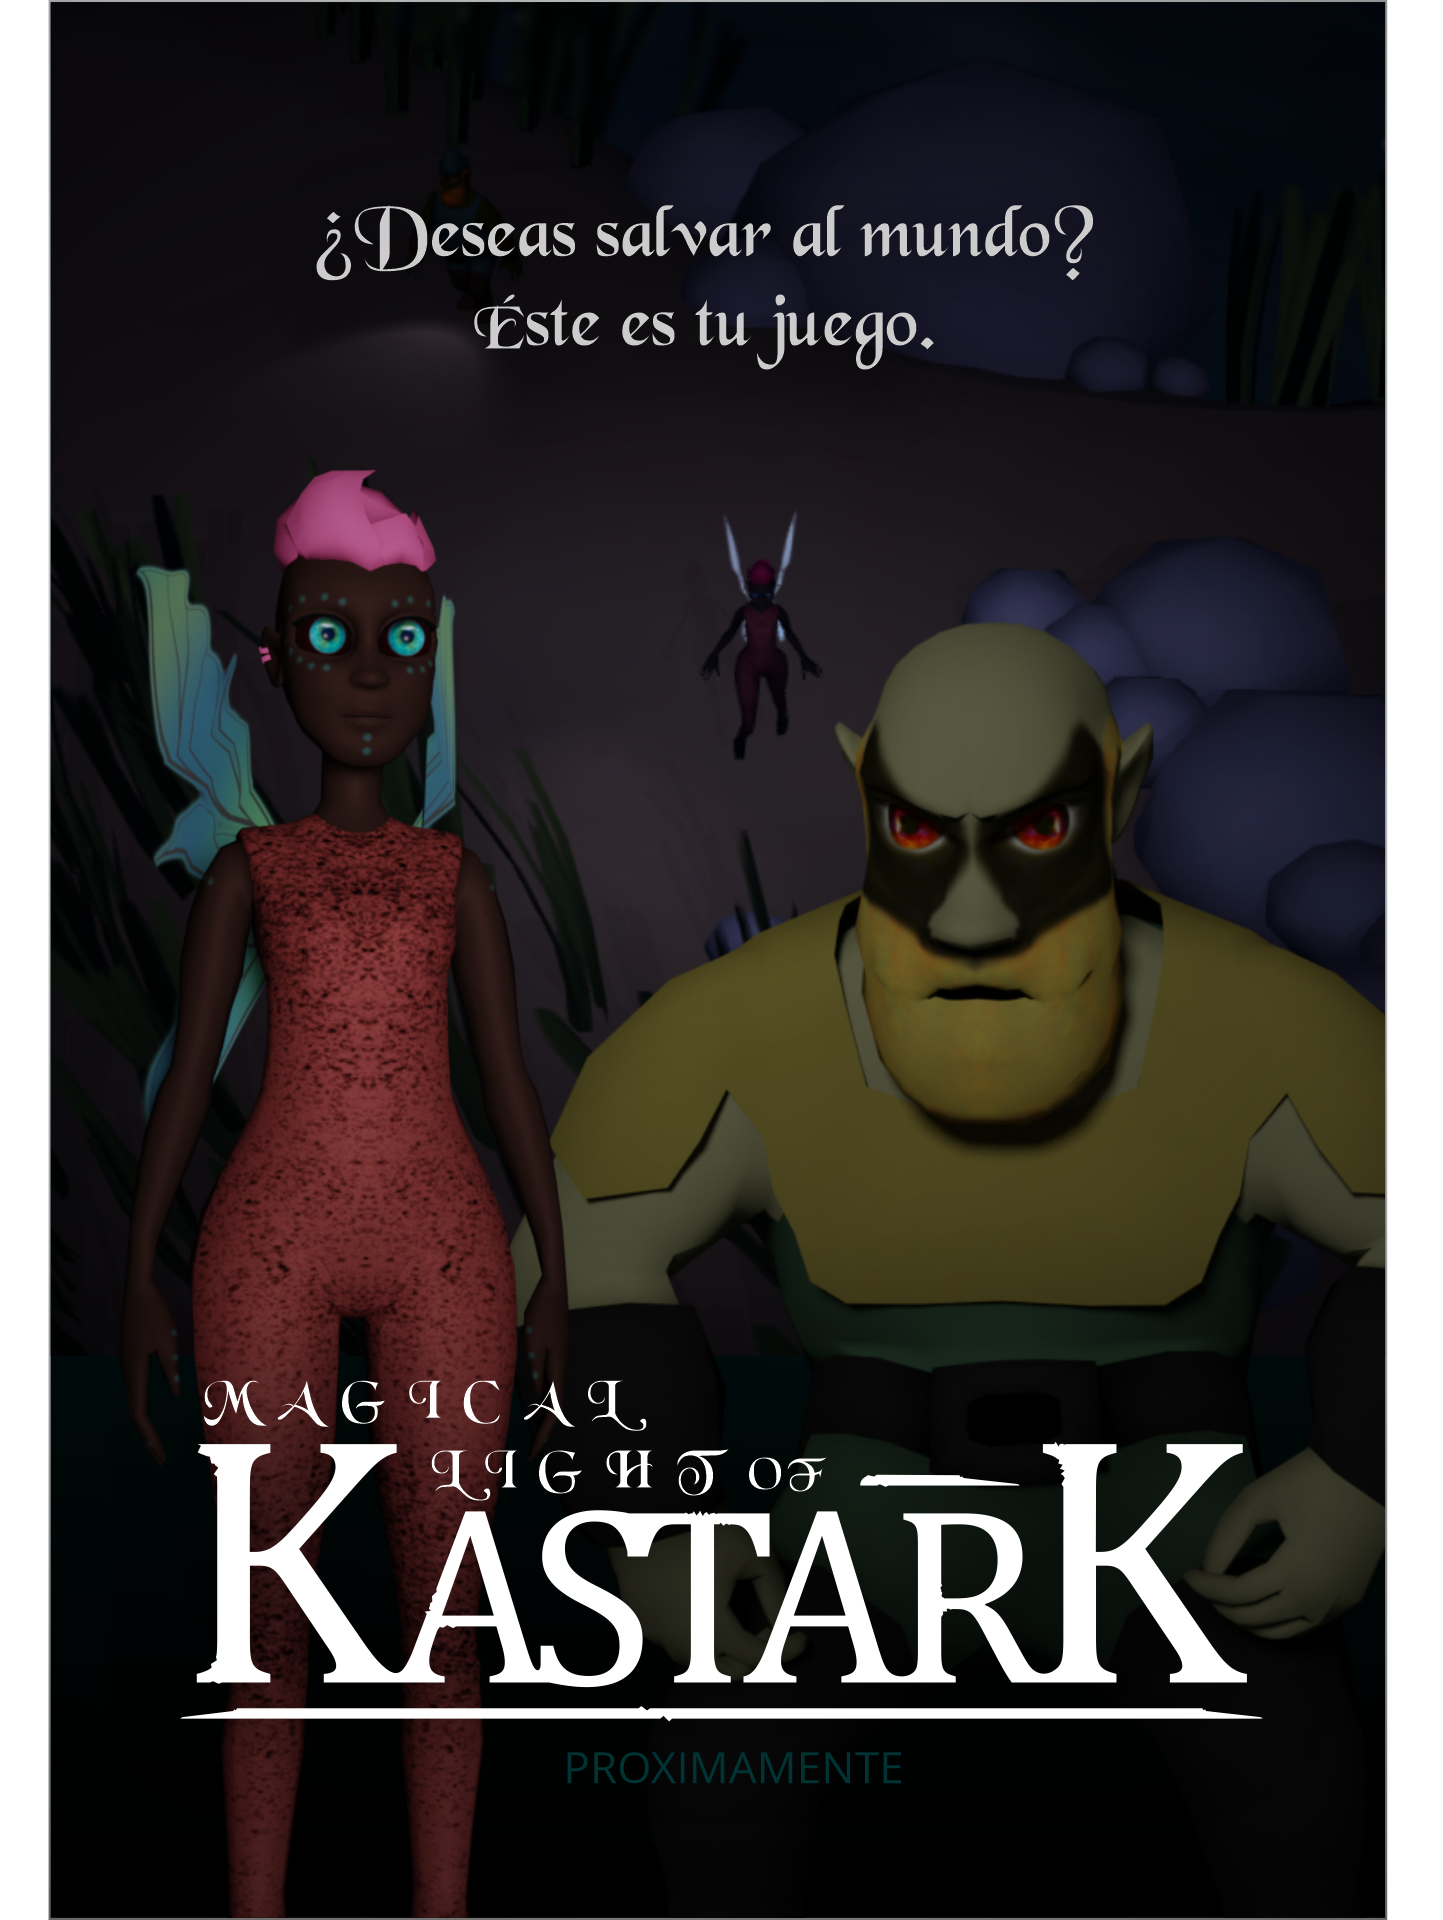 ¿Deseas salvar al mundo?
Éste es tu juego.
MAGICAL
LIGHT OF
KASTARK
PROXIMAMENTE